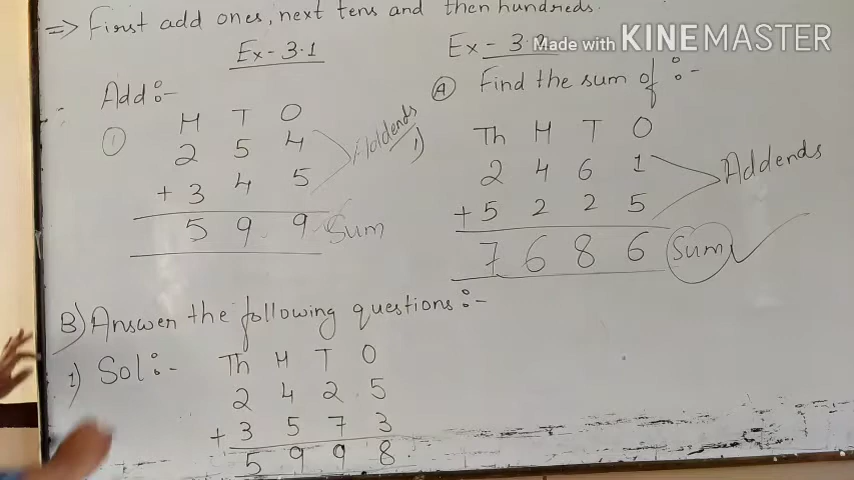 => First add ones, next tens and then hundreds.
Made with KINEMASTER
Ex - 3.1
Add :-
① H T O
2 5 4
+ 3 4 5
5 9 9 Sum
Ex - 3.
Ⓐ Find the sum of :-
1) Th H T O
2 4 6 1
+ 5 2 2 5
Addends
7 6 8 6 Sum
B) Answer the following questions :-
1) Sol :- Th H T O
2 4 2 5
+ 3 5 7 3
5 9 9 8